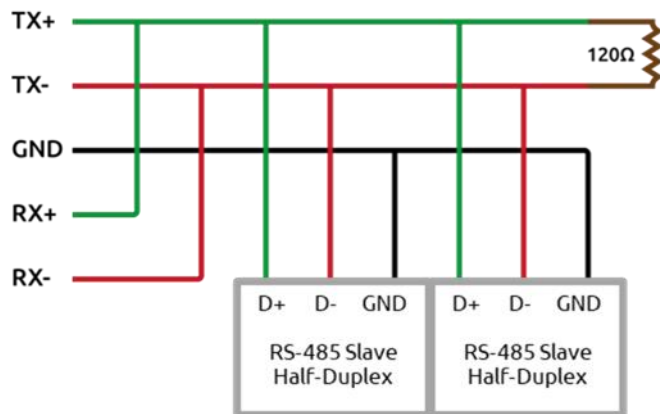 TX+
TX-
120Ω
GND
RX+
RX-
D+ D- GND
RS-485 Slave
Half-Duplex
D+ D- GND
RS-485 Slave
Half-Duplex